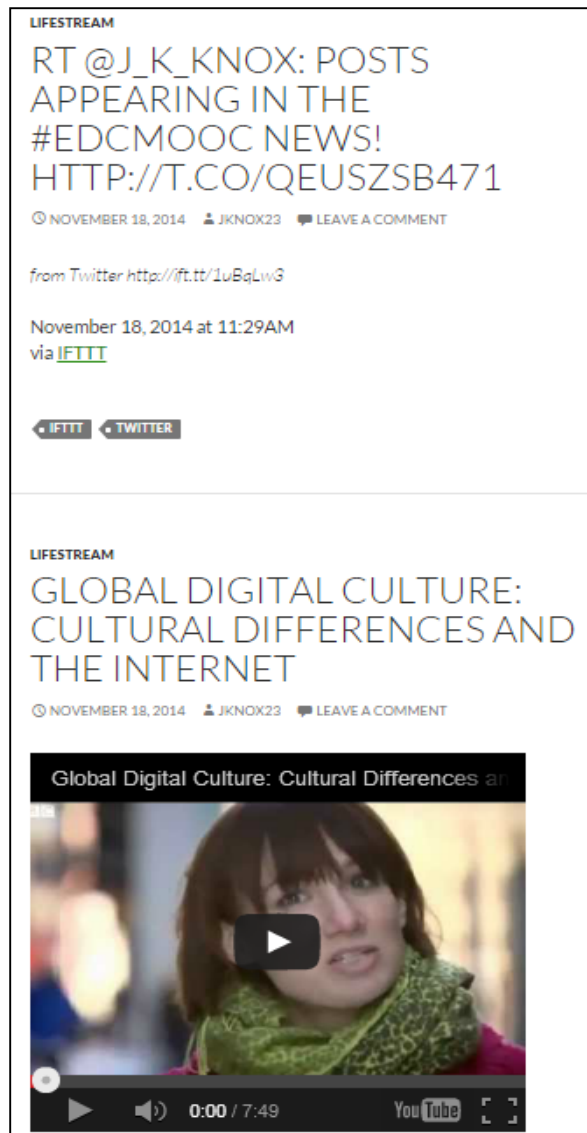 LIFESTREAM
RT @J_K_KNOX: POSTS
APPEARING IN THE
#EDCMOOC NEWS!
HTTP://T.CO/QEUSZSB471
NOVEMBER 18, 2014 JKNOX23 LEAVE A COMMENT
from Twitter http://ift.tt/1uBqLw3
November 18, 2014 at 11:29AM
via IFTTT
IFTTT TWITTER
LIFESTREAM
GLOBAL DIGITAL CULTURE:
CULTURAL DIFFERENCES AND
THE INTERNET
NOVEMBER 18, 2014 JKNOX23 LEAVE A COMMENT
Global Digital Culture: Cultural Differences an
BBC
0:00 / 7:49 YouTube